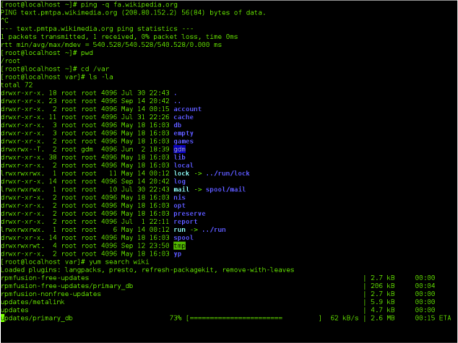 [root@localhost ~]# ping -q fa.wikipedia.org
PING text.pmtpa.wikimedia.org (208.80.152.2) 56(84) bytes of data.
^C
--- text.pmtpa.wikimedia.org ping statistics ---
1 packets transmitted, 1 received, 0% packet loss, time 0ms
rtt min/avg/max/mdev = 540.528/540.528/540.528/0.000 ms
[root@localhost ~]# pwd
/root
[root@localhost ~]# cd /var
[root@localhost var]# ls -la
total 72
drwxr-xr-x. 18 root root 4096 Jul 30 22:43 .
drwxr-xr-x. 23 root root 4096 Sep 14 20:42 ..
drwxr-xr-x. 2 root root 4096 May 14 00:15 account
drwxr-xr-x. 11 root root 4096 Jul 31 22:26 cache
drwxr-xr-x. 3 root root 4096 May 18 16:03 db
drwxr-xr-x. 3 root root 4096 May 18 16:03 empty
drwxr-xr-x. 2 root root 4096 May 18 16:03 games
drwxrwx--T. 2 root gdm 4096 Jun 2 18:39 gdm
drwxr-xr-x. 38 root root 4096 May 18 16:03 lib
drwxr-xr-x. 2 root root 4096 May 18 16:03 local
lrwxrwxrwx. 1 root root 11 May 14 00:12 lock -> ../run/lock
drwxr-xr-x. 14 root root 4096 Sep 14 20:42 log
lrwxrwxrwx. 1 root root 10 Jul 30 22:43 mail -> spool/mail
drwxr-xr-x. 2 root root 4096 May 18 16:03 nis
drwxr-xr-x. 2 root root 4096 May 18 16:03 opt
drwxr-xr-x. 2 root root 4096 May 18 16:03 preserve
drwxr-xr-x. 2 root root 4096 Jul 1 22:11 report
lrwxrwxrwx. 1 root root 6 May 14 00:12 run -> ../run
drwxr-xr-x. 14 root root 4096 May 18 16:03 spool
drwxrwxrwt. 4 root root 4096 Sep 12 23:50 tmp
drwxr-xr-x. 2 root root 4096 May 18 16:03 yp
[root@localhost var]# yum search wiki
Loaded plugins: langpacks, presto, refresh-packagekit, remove-with-leaves
rpmfusion-free-updates | 2.7 kB 00:00
rpmfusion-free-updates/primary_db | 206 kB 00:04
rpmfusion-nonfree-updates | 2.7 kB 00:00
updates/metalink | 5.9 kB 00:00
updates | 4.7 kB 00:00
updates/primary_db 73% [======================== ] 62 kB/s | 2.6 MB 00:15 ETA